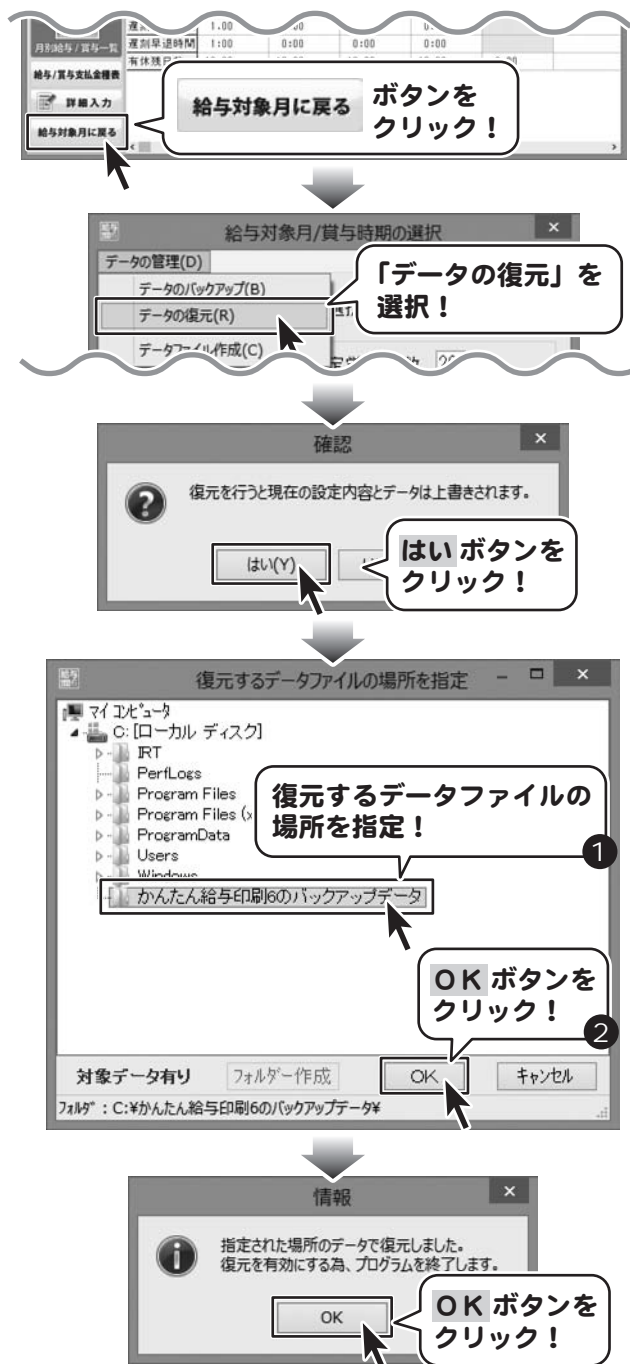 1.00
月別給与/賞与一覧
遅刻早退時間 1:00 0:00 0:00 0:00
給与/賞与支払金種表
有休残日
詳細入力
給与対象月に戻る
給与対象月に戻る ボタンを
クリック！
給与対象月/賞与時期の選択
データの管理(D)
データのバックアップ(B)
データの復元(R)
データファイル作成(C)
「データの復元」を
選択！
確認
復元を行うと現在の設定内容とデータは上書きされます。
はい(Y)
はい ボタンを
クリック！
復元するデータファイルの場所を指定
マイ コンピュータ
C:[ローカル ディスク]
IRT
PerfLogs
Program Files
Program Files (x
ProgramData
Users
Windows
かんたん給与印刷6のバックアップデータ
復元するデータファイルの
場所を指定！
1
OK ボタンを
クリック！
2
対象データ有り フォルダー作成 OK キャンセル
フォルダ：C:¥かんたん給与印刷6のバックアップデータ¥
情報
指定された場所のデータで復元しました。
復元を有効にする為、プログラムを終了します。
OK
OK ボタンを
クリック！